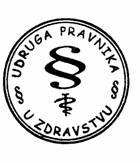 UDRUGA PRAVNIKA
§ U ZDRAVSTVU §
§